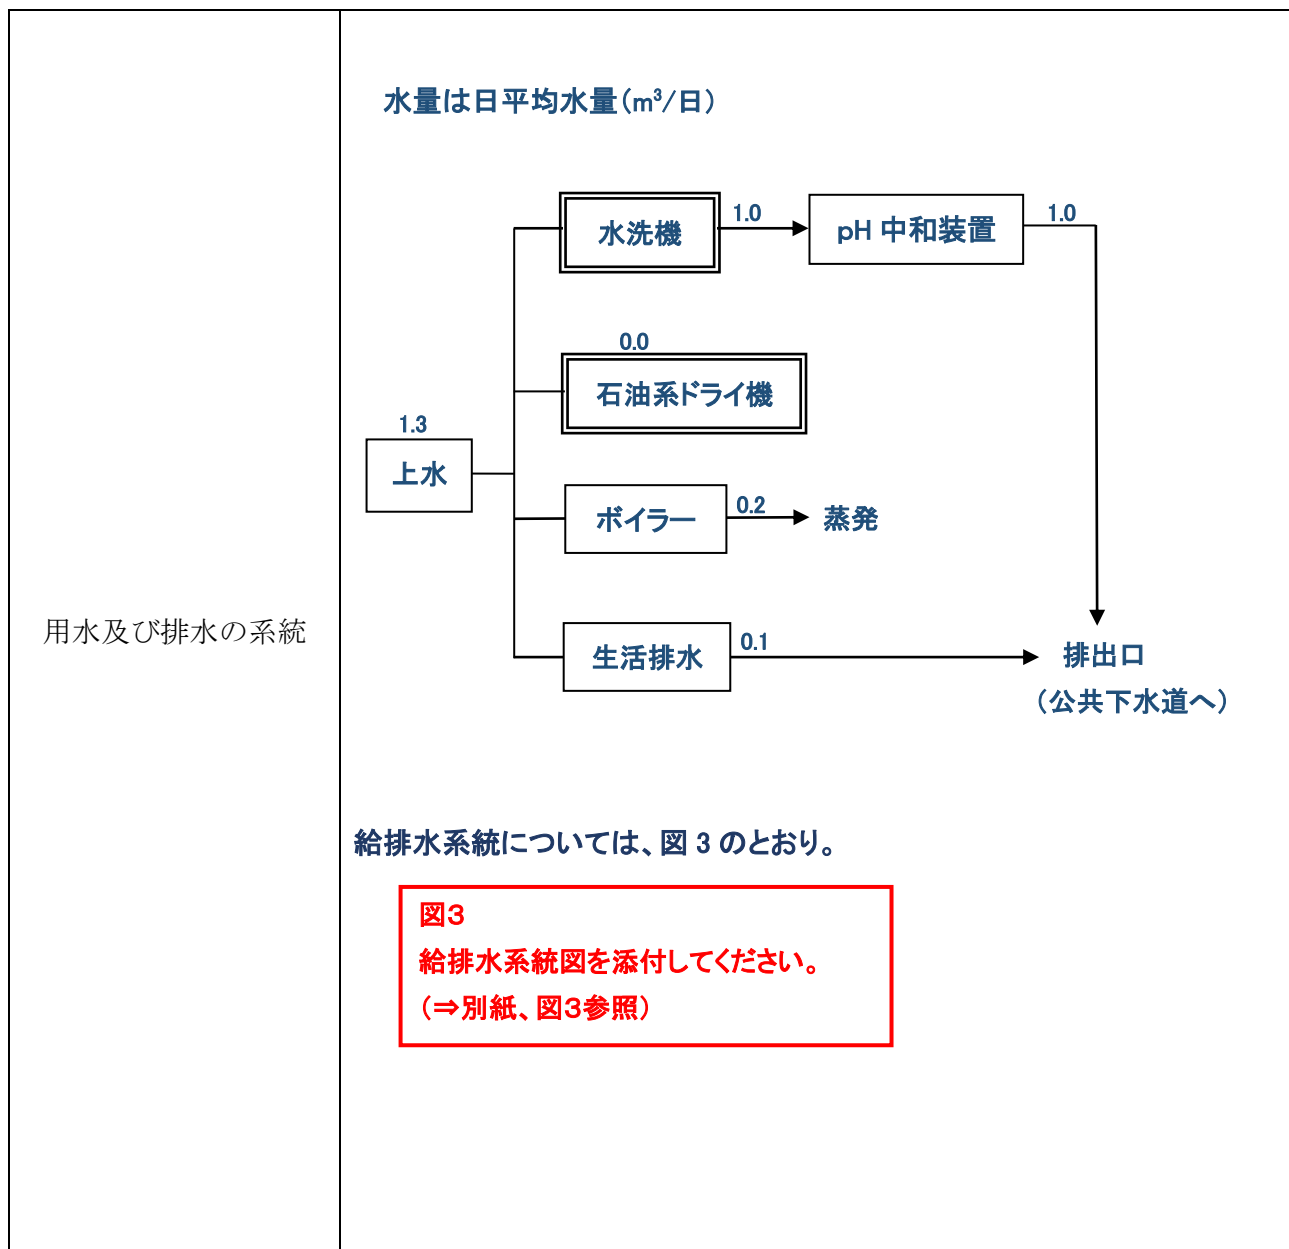 水量は日平均水量(m³/日)
水洗機
1.0
pH 中和装置
1.0
0.0
石油系ドライ機
1.3
上水
ボイラー
0.2
蒸発
用水及び排水の系統
生活排水
0.1
排出口
(公共下水道へ)
給排水系統については、図 3 のとおり。
図3
給排水系統図を添付してください。
(⇒別紙、図3参照)